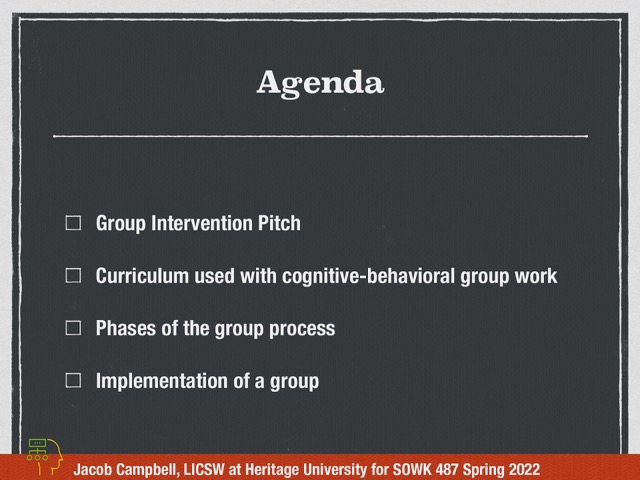 Agenda
Group Intervention Pitch
Curriculum used with cognitive-behavioral group work
Phases of the group process
Implementation of a group
Jacob Campbell, LICSW at Heritage University for SOWK 487 Spring 2022